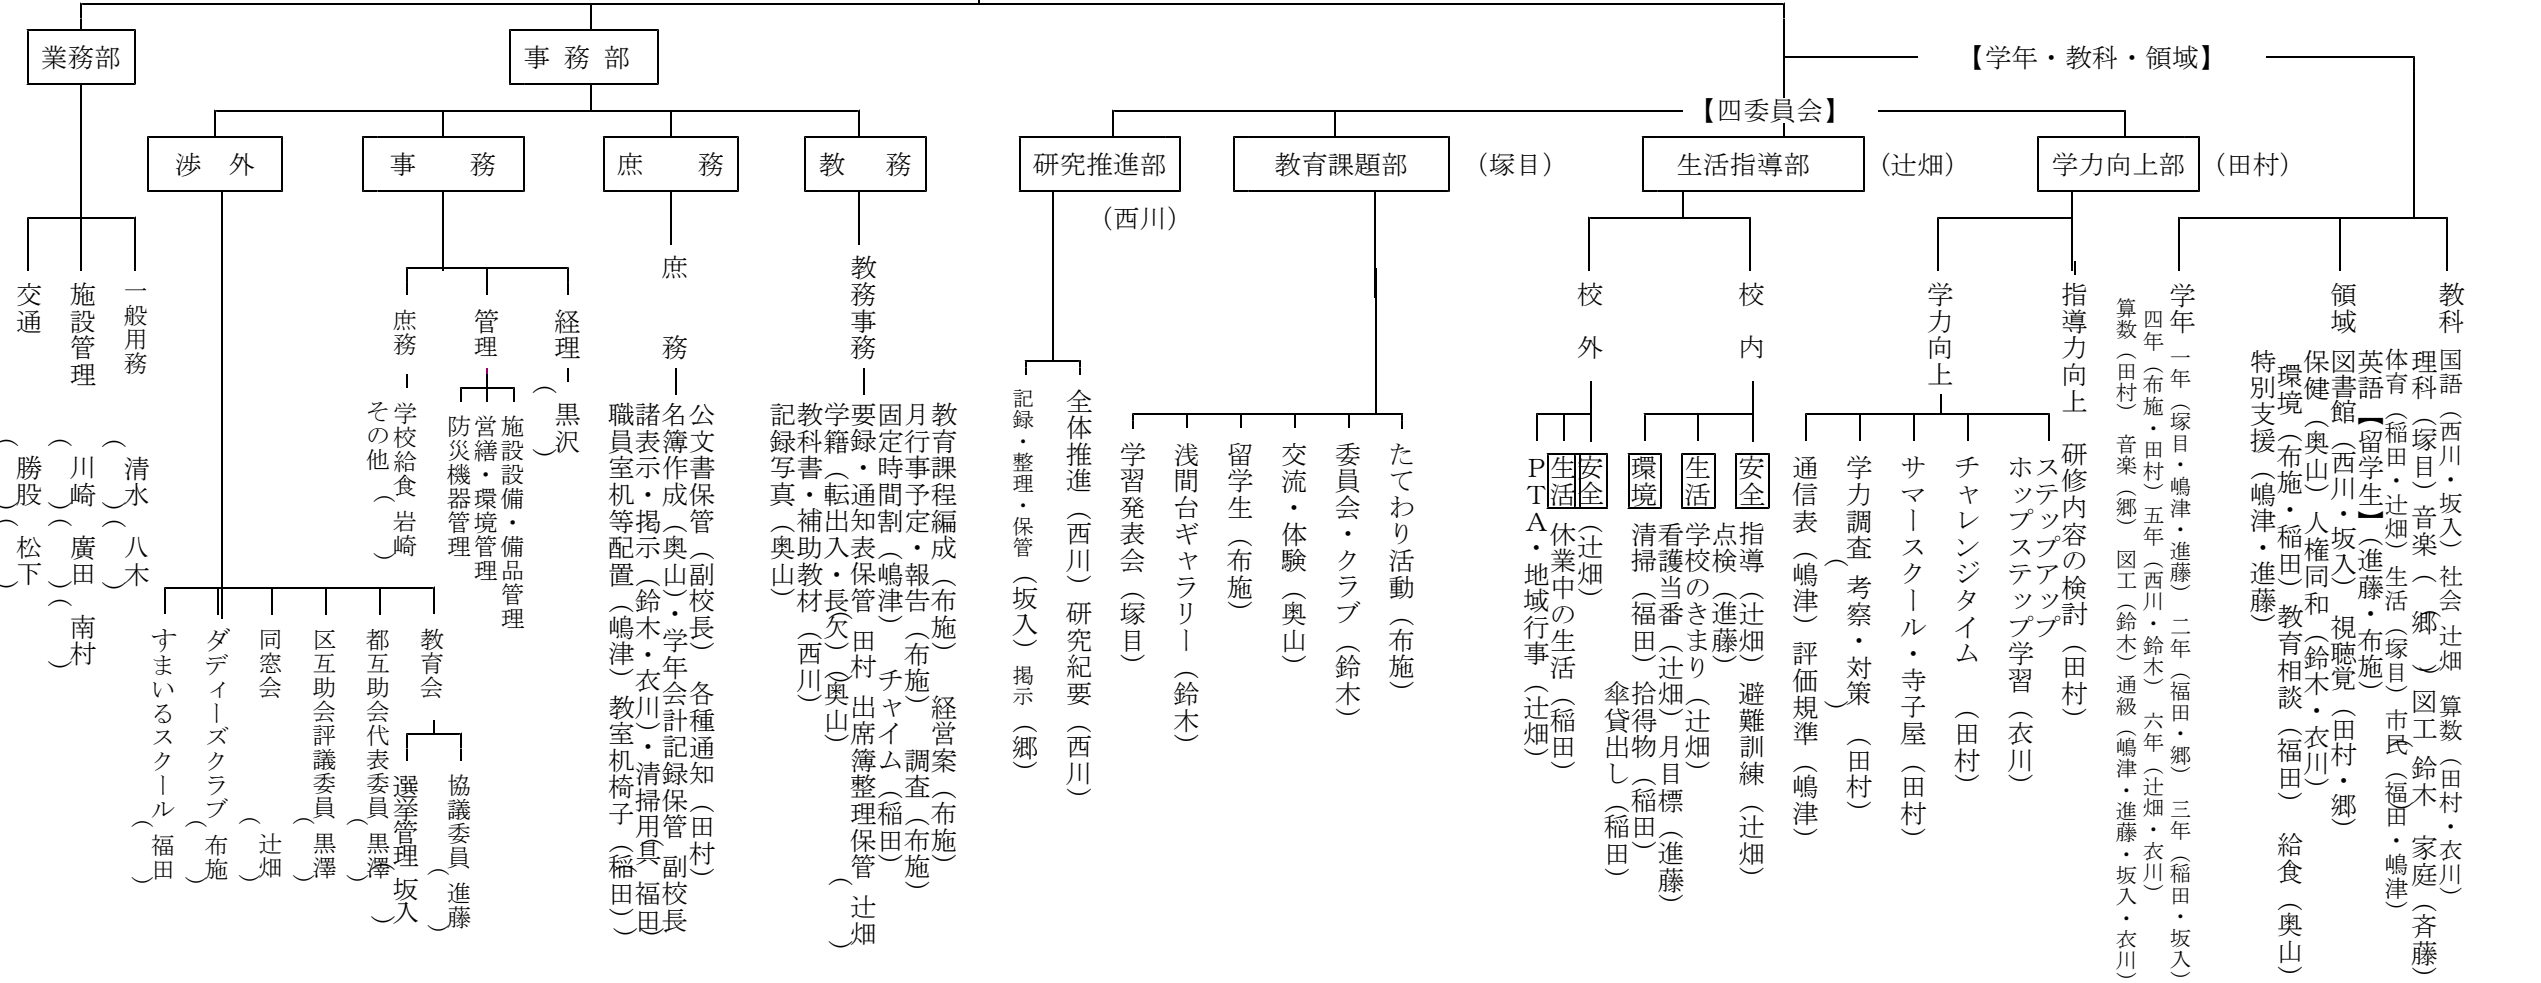 【学年・教科・領域】
【四委員会】
業務部
事務部
渉外
事務
庶務
教務
研究推進部
（西川）
教育課題部
（塚目）
生活指導部
（辻畑）
学力向上部
（田村）
教科
国語（西川・坂入）社会（辻畑）算数（田村・衣川）
理科（塚目）音楽（郷）図工（鈴木）家庭（斉藤）
体育（稲田・辻畑）生活（塚目）市民（福田・嶋津）
英語【留学生】（進藤・布施）
領域
図書館（西川・坂入）視聴覚（田村・郷）
保健（奥山）人権同和（鈴木・衣川）
環境（布施・稲田）教育相談（福田）給食（奥山）
特別支援（嶋津・進藤）
学年
一年（塚目・嶋津・進藤）二年（福田・郷）三年（稲田・坂入）
四年（布施・田村）五年（西川・鈴木）六年（辻畑・衣川）
算数（田村）音楽（郷）図工（鈴木）通級（嶋津・進藤・坂入・衣川）
指導力向上
研修内容の検討（田村）
学力向上
ステップアップ
ホップステップ学習（衣川）
チャレンジタイム（田村）
サマースクール・寺子屋（田村）
学力調査（考察・対策）（田村）
通信表（嶋津）評価規準（嶋津）
校内
安全
指導（辻畑）避難訓練（辻畑）
点検（進藤）
生活
学校のきまり（辻畑）
看護当番（辻畑）月目標（進藤）
環境
清掃（福田）拾得物（稲田）
傘貸出し（稲田）
校外
安全
（辻畑）
生活
休業中の生活（稲田）
ＰＴＡ・地域行事（辻畑）
たてわり活動（布施）
委員会・クラブ（鈴木）
交流・体験（奥山）
留学生（布施）
浅間台ギャラリー（鈴木）
学習発表会（塚目）
全体推進（西川）研究紀要（西川）
記録・整理・保管（坂入）掲示（郷）
教務事務
教育課程編成（布施）経営案（布施）
月行事予定・報告（布施）調査（布施）
固定時間割（嶋津）チャイム（稲田）
要録・通知表保管（田村）出席簿整理保管（辻畑）
学籍（転出入・長欠）（奥山）
教科書・補助教材（西川）
記録写真（奥山）
庶務
公文書保管（副校長）各種通知（田村）
名簿作成（奥山）・学年会計記録保管（副校長）
諸表示・掲示（鈴木・衣川）・清掃用具（福田）
職員室机等配置（嶋津）教室机椅子（稲田）
経理
（黒沢）
管理
施設設備・備品管理
営繕・環境管理
防災機器管理
庶務
学校給食（岩崎）
その他
教育会
協議委員（進藤）
選挙管理（坂入）
都互助会代表委員（黒澤）
区互助会評議委員（黒澤）
同窓会（辻畑）
ダディーズクラブ（布施）
すまいるスクール（福田）
一般用務（清水）（八木）
施設管理（川崎）（廣田）（南村）
交通（勝股）（松下）